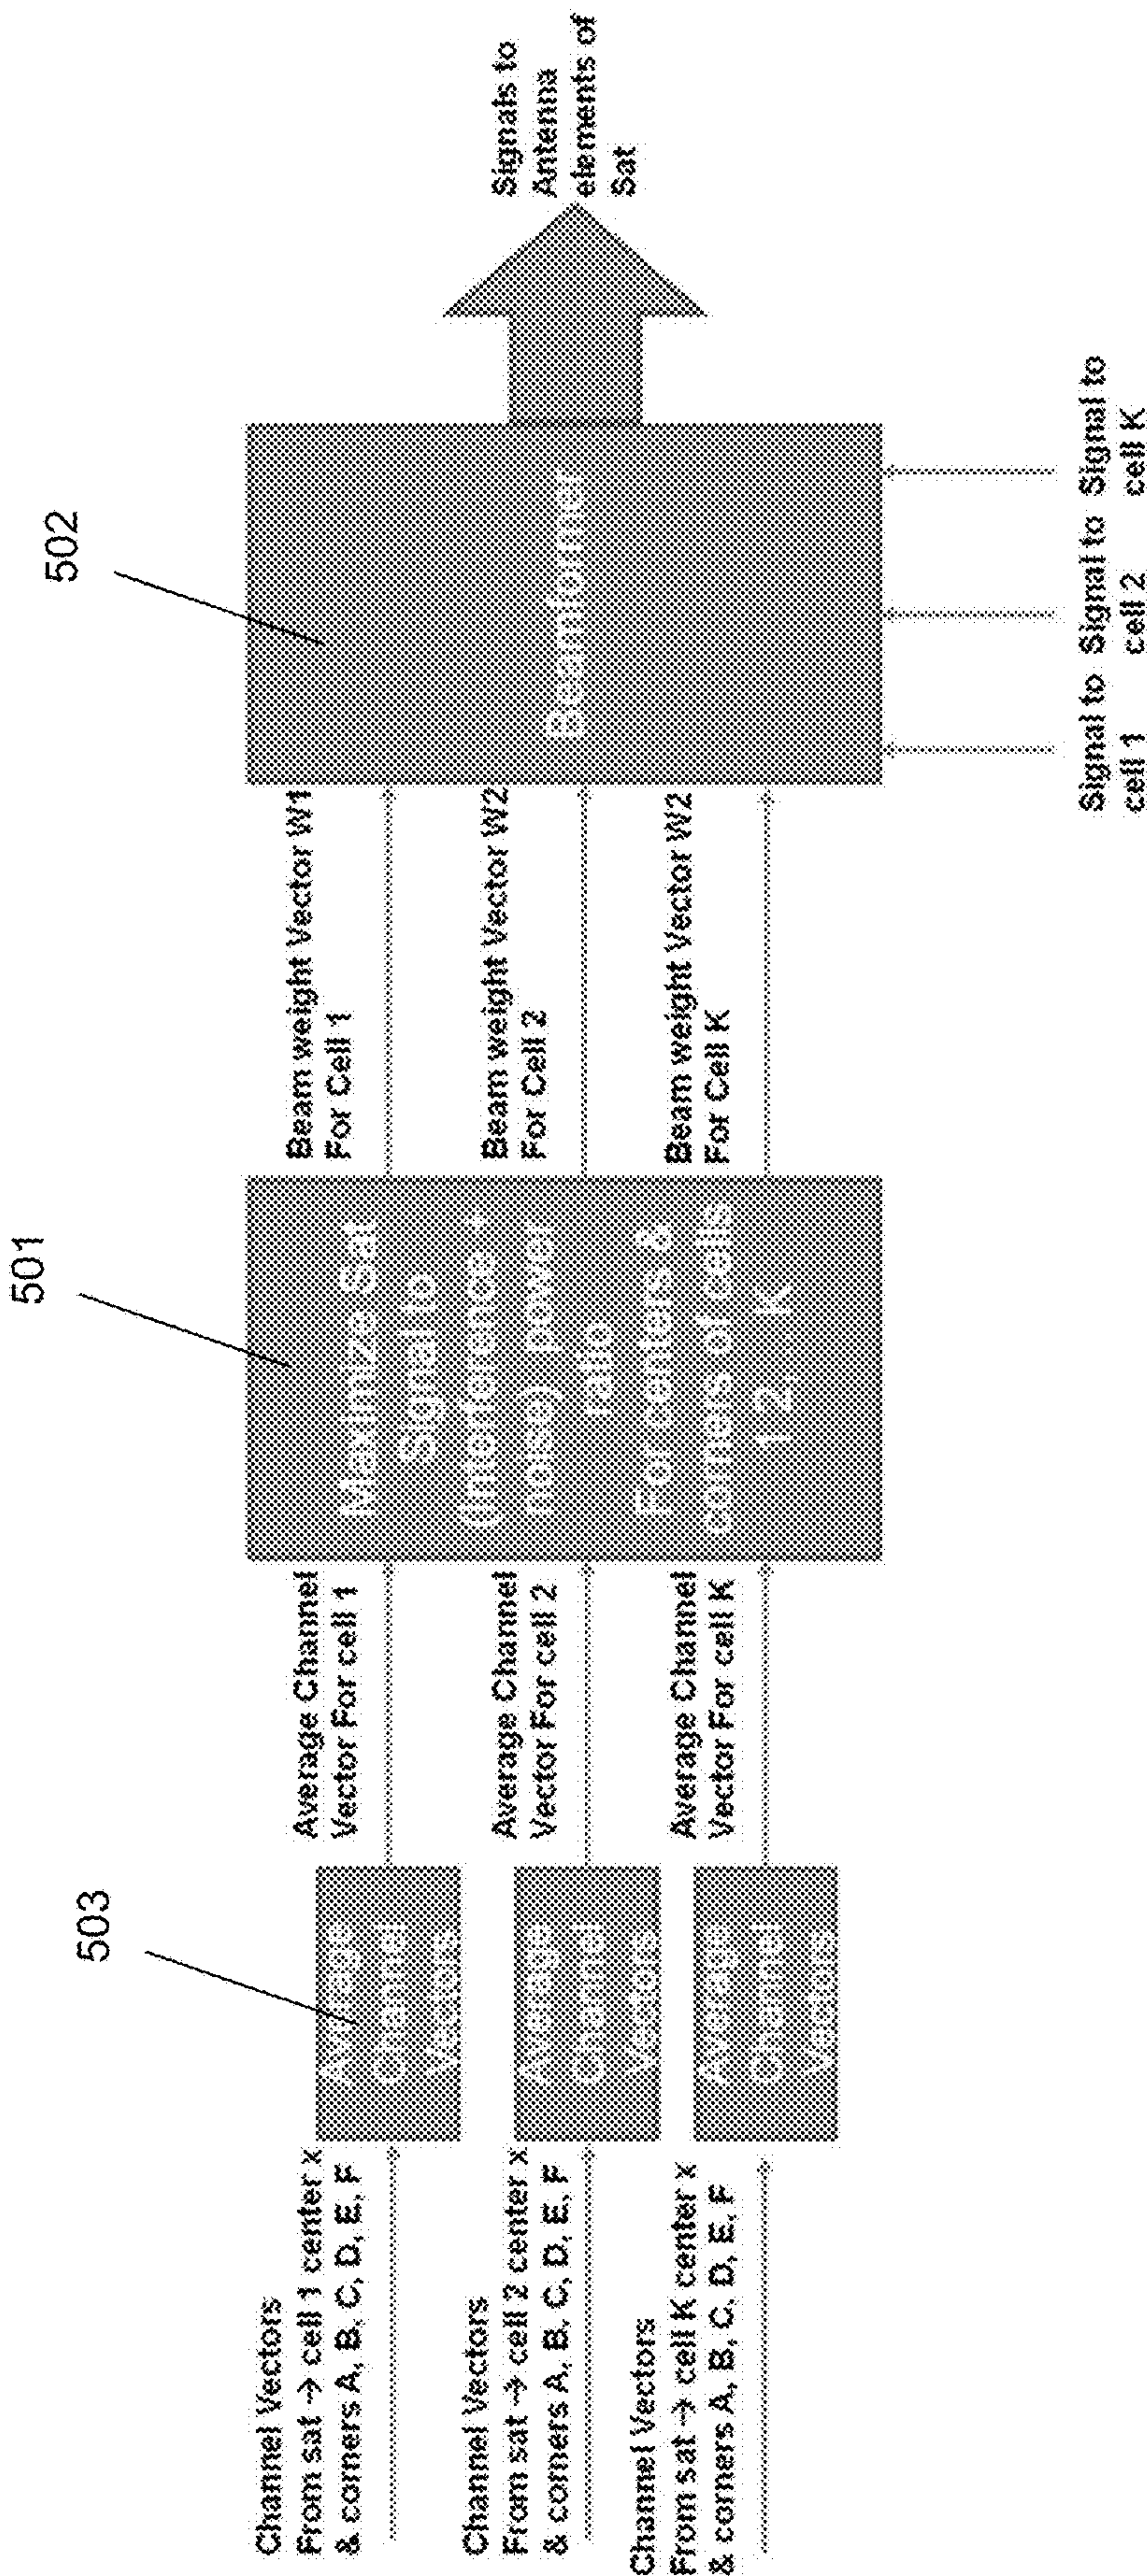 503
501
502
Channel Vectors
From sat → cell 1 center x
& corners A, B, C, D, E, F
Average
Channel
Vectors
Average Channel
Vector For cell 1
Channel Vectors
From sat → cell 2 center x
& corners A, B, C, D, E, F
Average
Channel
Vectors
Average Channel
Vector For cell 2
Channel Vectors
From sat → cell K center x
& corners A, B, C, D, E, F
Average
Channel
Vectors
Average Channel
Vector For cell K
Maximize Sat
Signal to
(Interference +
noise) power
ratio
For centers &
corners of cells
1, 2, K
Beam weight Vector W1
For Cell 1
Beam weight Vector W2
For Cell 2
Beam weight Vector W2
For Cell K
Beamformer
Signal to
cell 1
Signal to
cell 2
Signal to
cell K
Signals to
Antenna
elements of
Sat